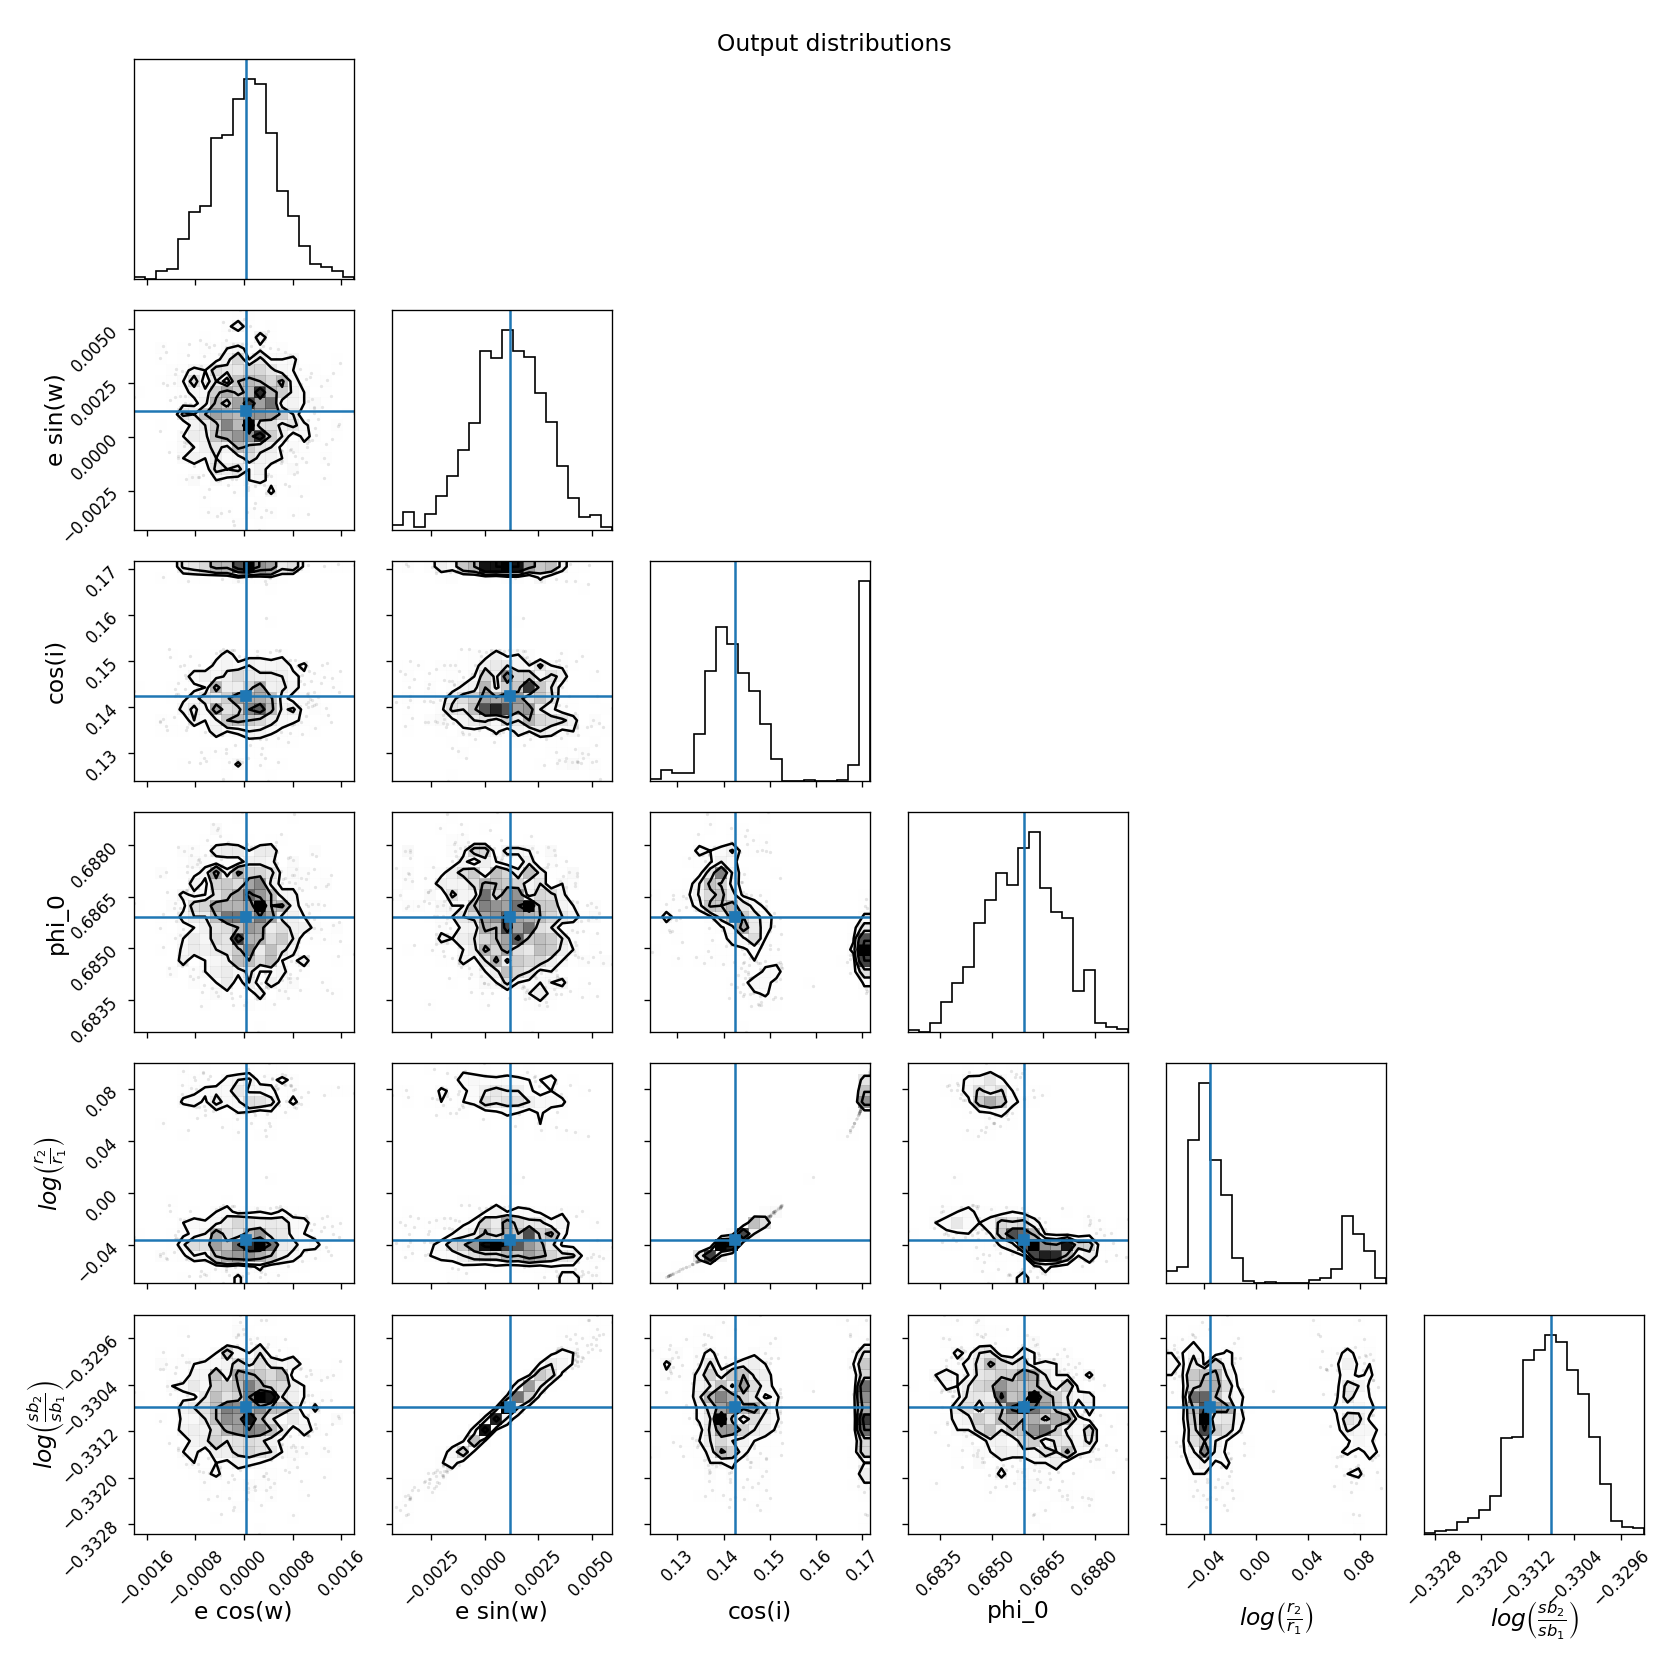 Output distributions
e sin(w)
0.0050
0.0025
0.0000
−0.0025
cos(i)
0.17
0.16
0.15
0.14
0.13
phi_0
0.6880
0.6865
0.6850
0.6835
log(r2/r1)
0.08
0.04
0.00
−0.04
log(sb2/sb1)
−0.3296
−0.3304
−0.3312
−0.3320
−0.3328
−0.0016 −0.0008 0.0000 0.0008 0.0016
−0.0025 0.0000 0.0025 0.0050
0.13 0.14 0.15 0.16 0.17
0.6835 0.6850 0.6865 0.6880
−0.04 0.00 0.04 0.08
−0.3328 −0.3320 −0.3312 −0.3304 −0.3296
e cos(w)
e sin(w)
cos(i)
phi_0
log(r2/r1)
log(sb2/sb1)